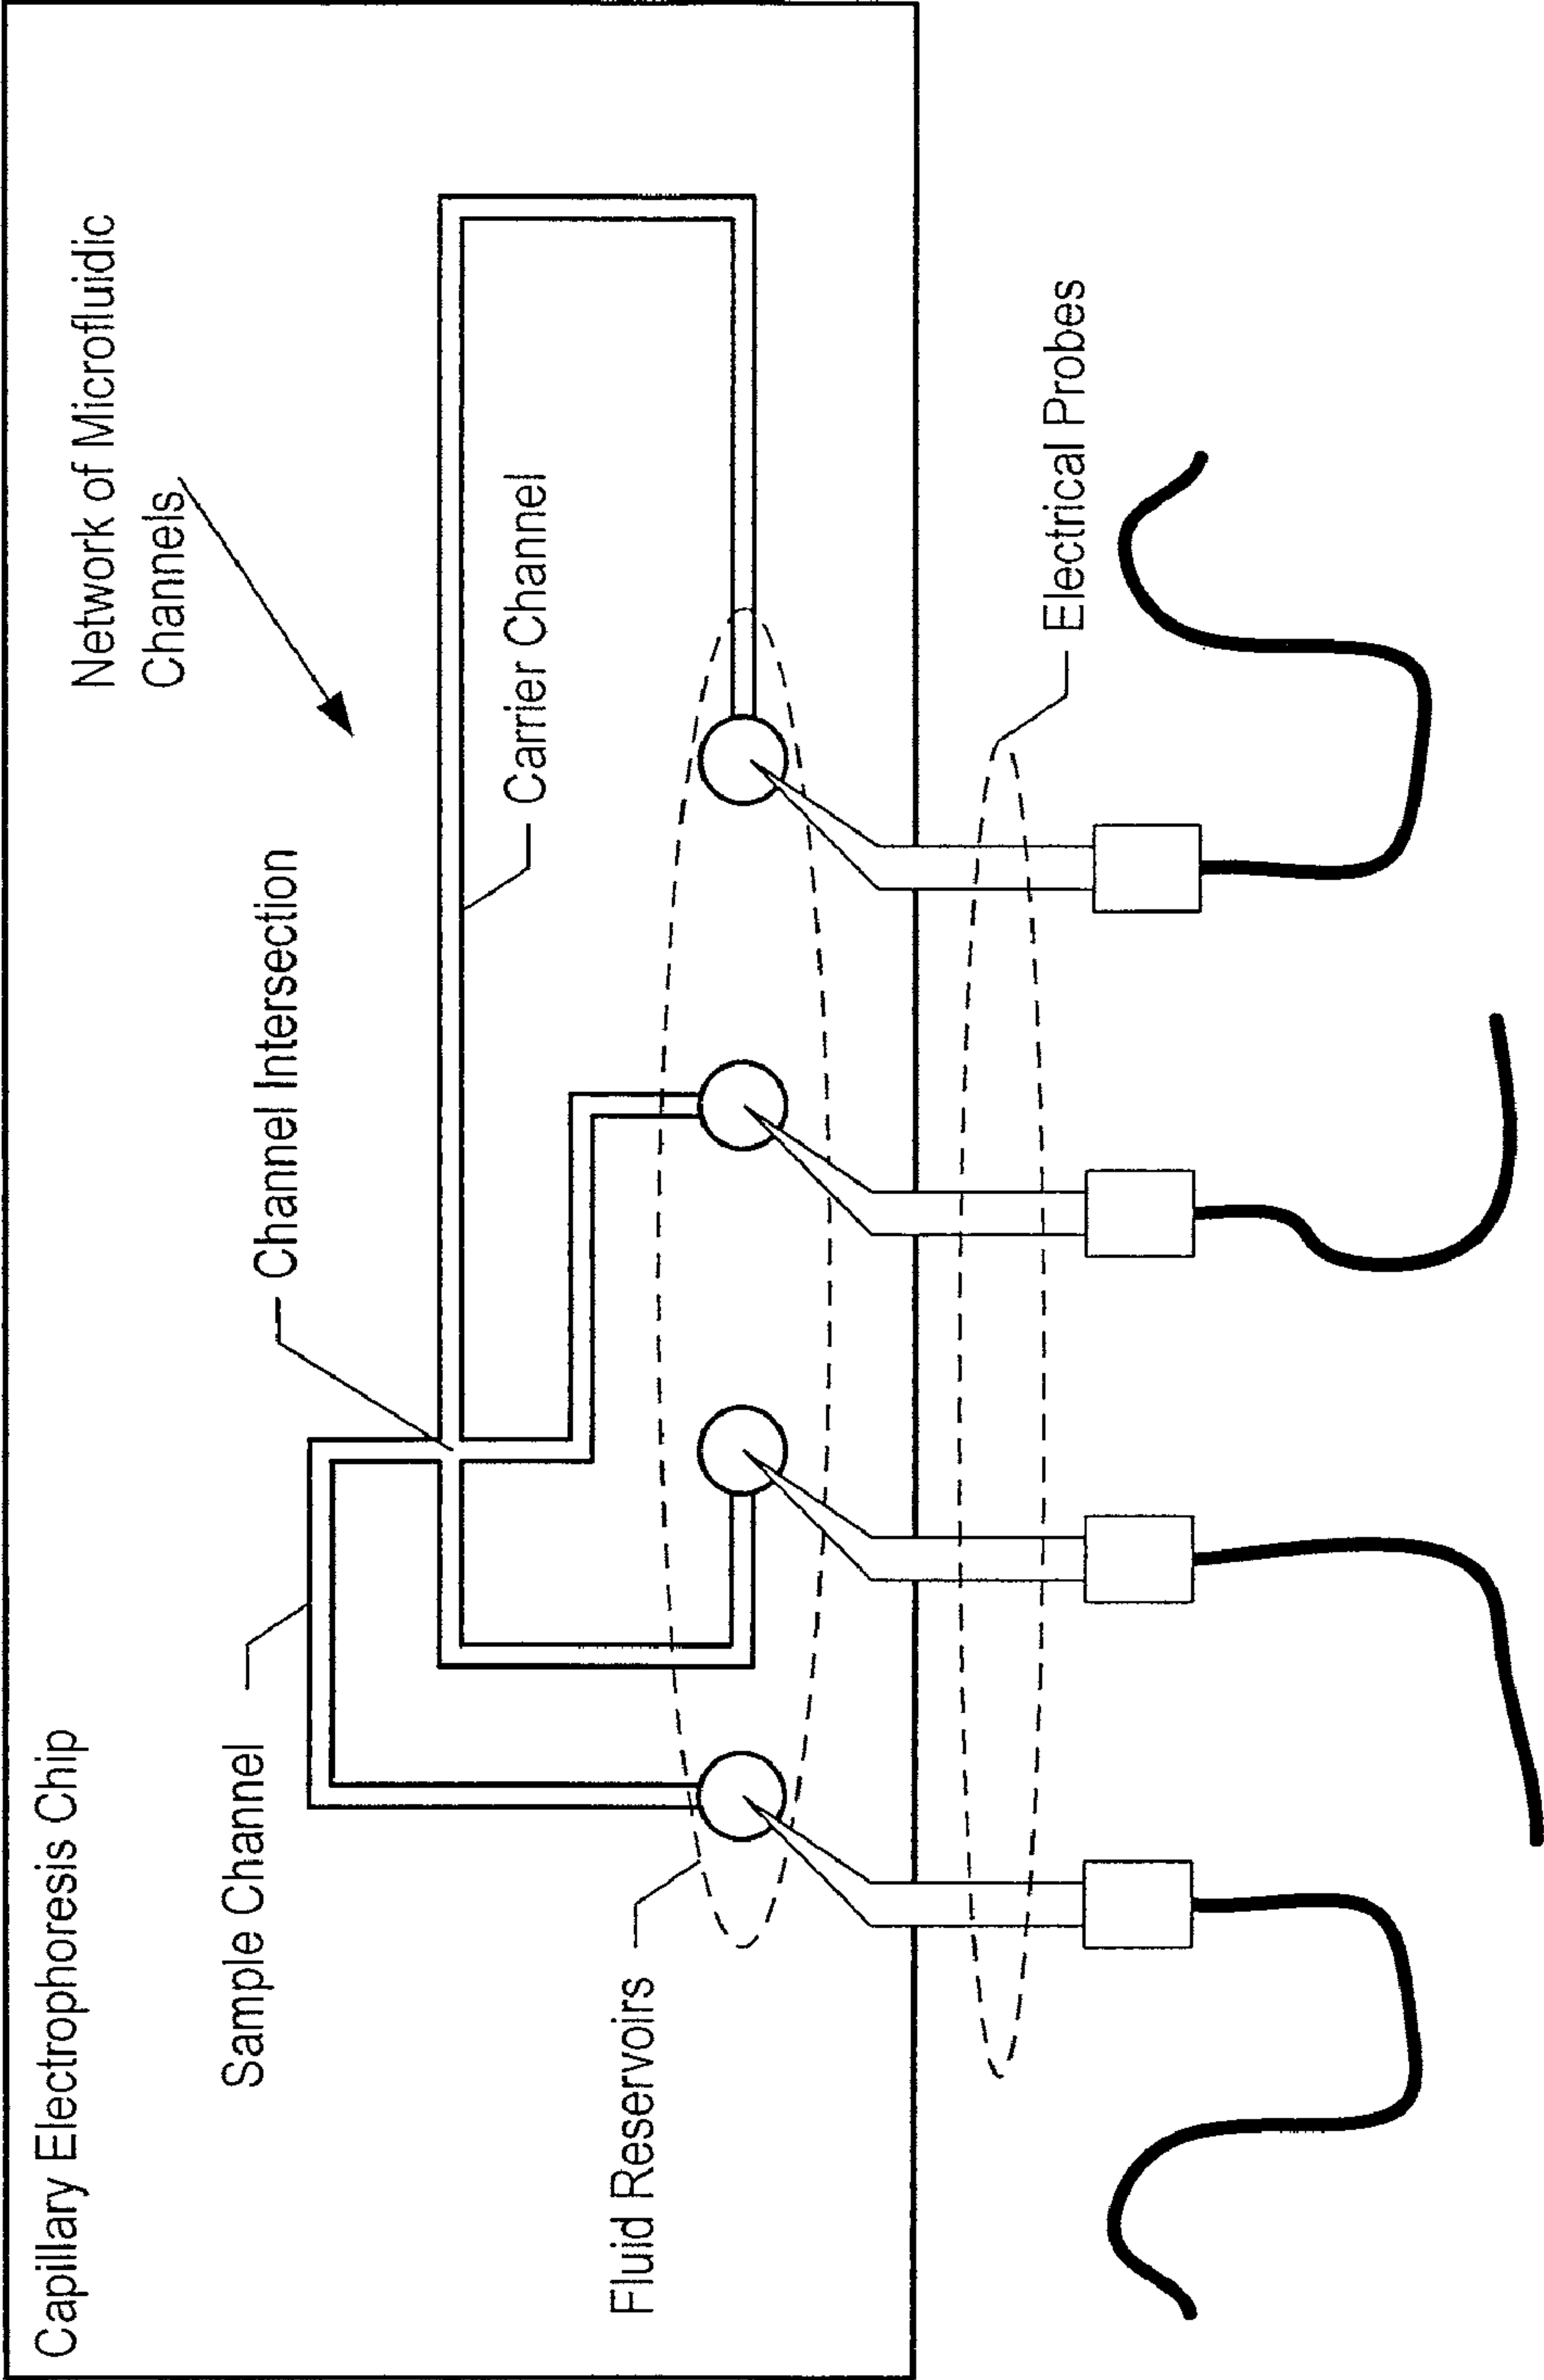 Capillary Electrophoresis Chip
Network of Microfluidic
Channels
Sample Channel
Channel Intersection
Carrier Channel
Fluid Reservoirs
Electrical Probes